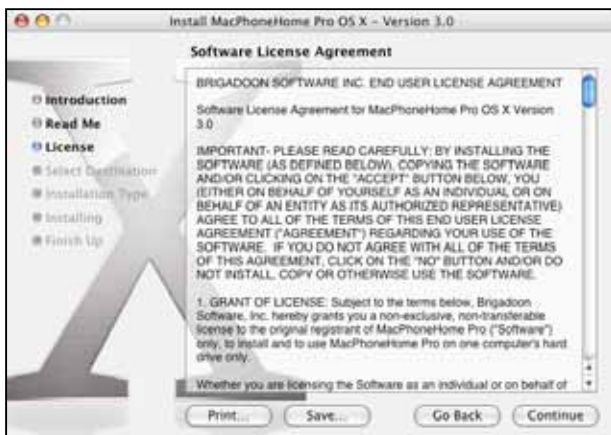 Install MacPhoneHome Pro OS X - Version 3.0
Software License Agreement
Introduction
Read Me
License
Select Destination
Installation Type
Installing
Finish Up
BRIGADOON SOFTWARE INC. END USER LICENSE AGREEMENT
Software License Agreement for MacPhoneHome Pro OS X Version
3.0
IMPORTANT- PLEASE READ CAREFULLY: BY INSTALLING THE
SOFTWARE (AS DEFINED BELOW), COPYING THE SOFTWARE
AND/OR CLICKING ON THE "ACCEPT" BUTTON BELOW, YOU
(EITHER ON BEHALF OF YOURSELF AS AN INDIVIDUAL OR ON
BEHALF OF AN ENTITY AS ITS AUTHORIZED REPRESENTATIVE)
AGREE TO ALL OF THE TERMS OF THIS END USER LICENSE
AGREEMENT ("AGREEMENT") REGARDING YOUR USE OF THE
SOFTWARE. IF YOU DO NOT AGREE WITH ALL OF THE TERMS
OF THIS AGREEMENT, CLICK ON THE "NO" BUTTON AND/OR DO
NOT INSTALL, COPY OR OTHERWISE USE THE SOFTWARE.
1. GRANT OF LICENSE: Subject to the terms below, Brigadoon
Software, Inc. hereby grants you a non-exclusive, non-transferable
license to the original registrant of MacPhoneHome Pro ("Software")
only, to install and to use MacPhoneHome Pro on one computer's hard
drive only.
Whether you are licensing the Software as an individual or on behalf of
Print...
Save...
Go Back
Continue